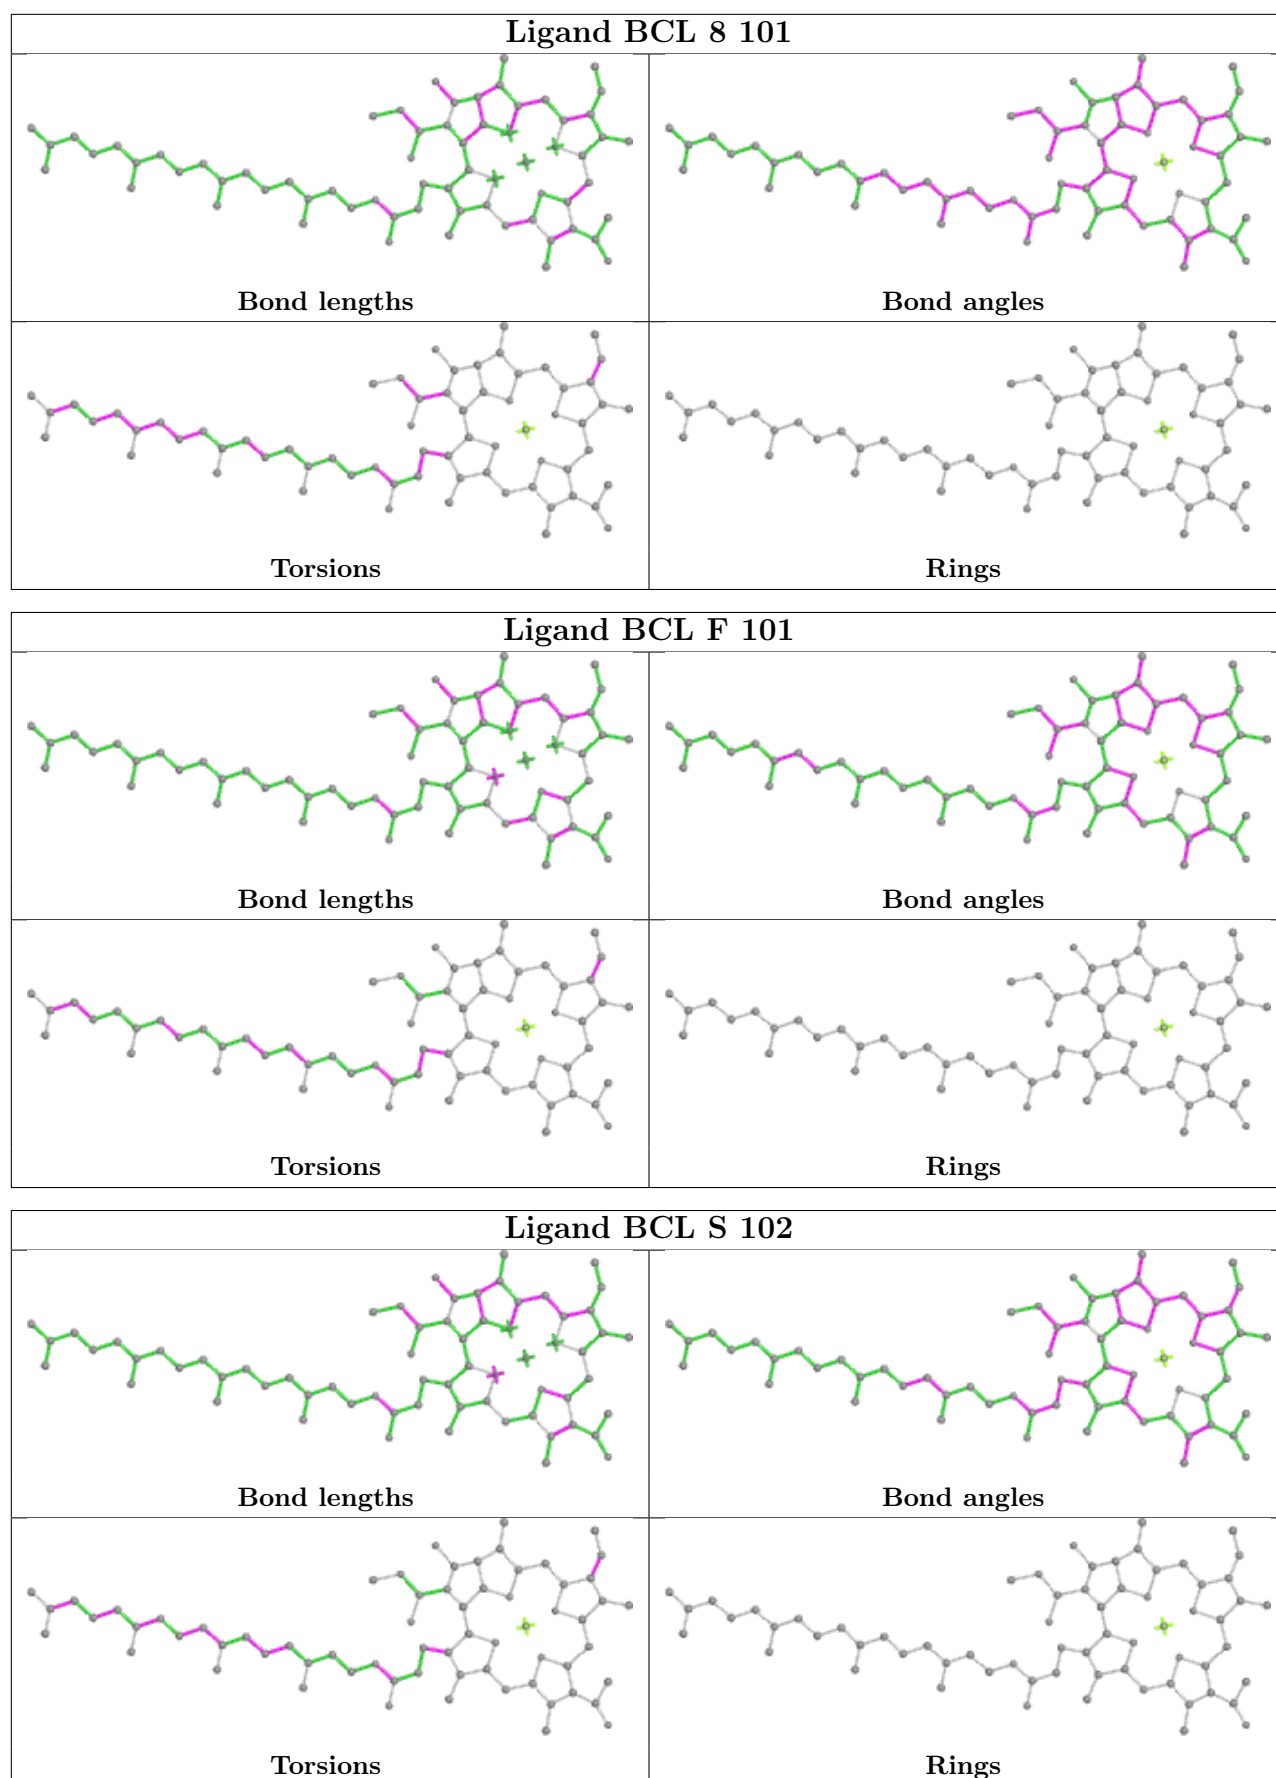 Ligand BCL 8 101
Bond lengths
Bond angles
Torsions
Rings
Ligand BCL F 101
Bond lengths
Bond angles
Torsions
Rings
Ligand BCL S 102
Bond lengths
Bond angles
Torsions
Rings